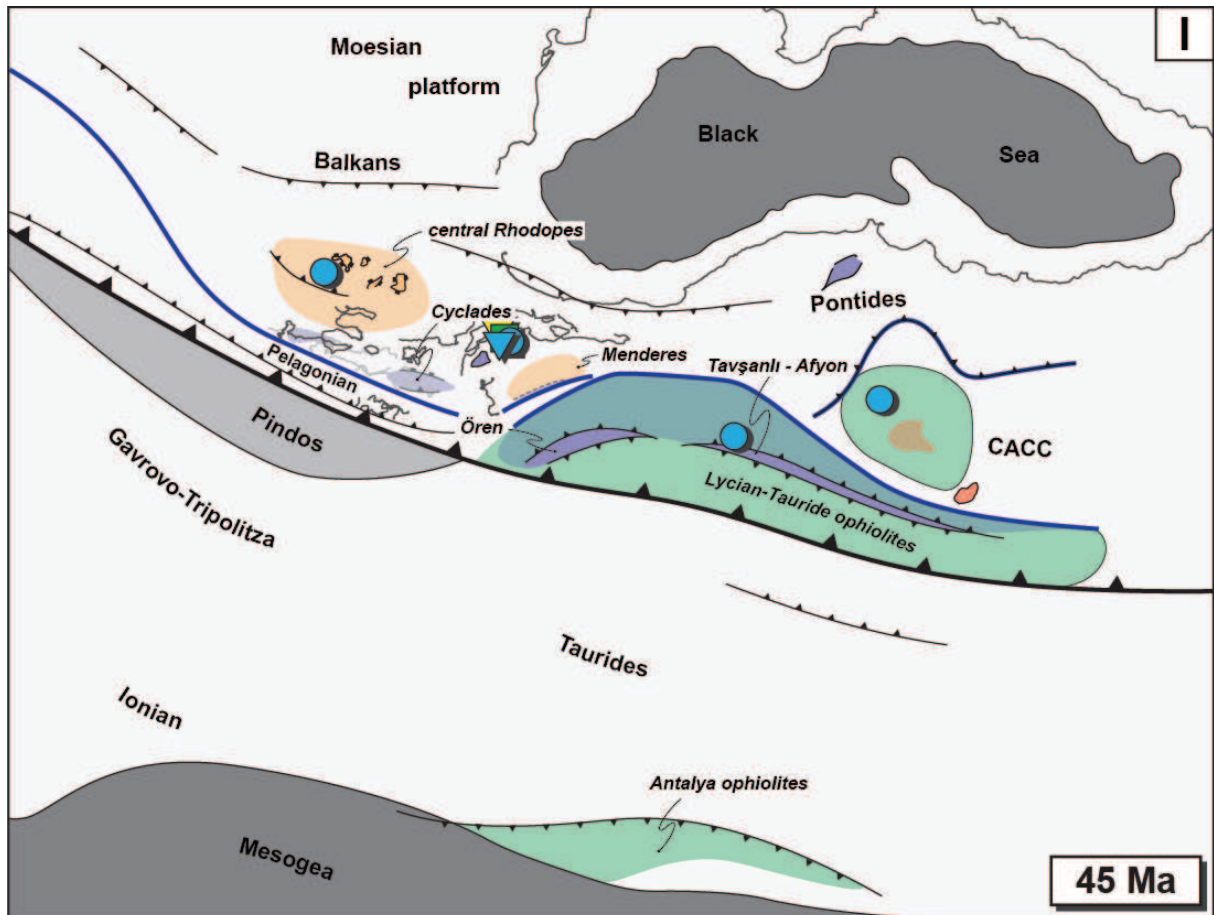 I
Moesian
platform
Black
Sea
Balkans
central Rhodopes
Pontides
Cyclades
Menderes
Tavşanlı - Afyon
Pelagonian
Pindos
Ören
CACC
Gavrovo-Tripolitza
Lycian-Tauride ophiolites
Taurides
Ionian
Antalya ophiolites
Mesogea
45 Ma